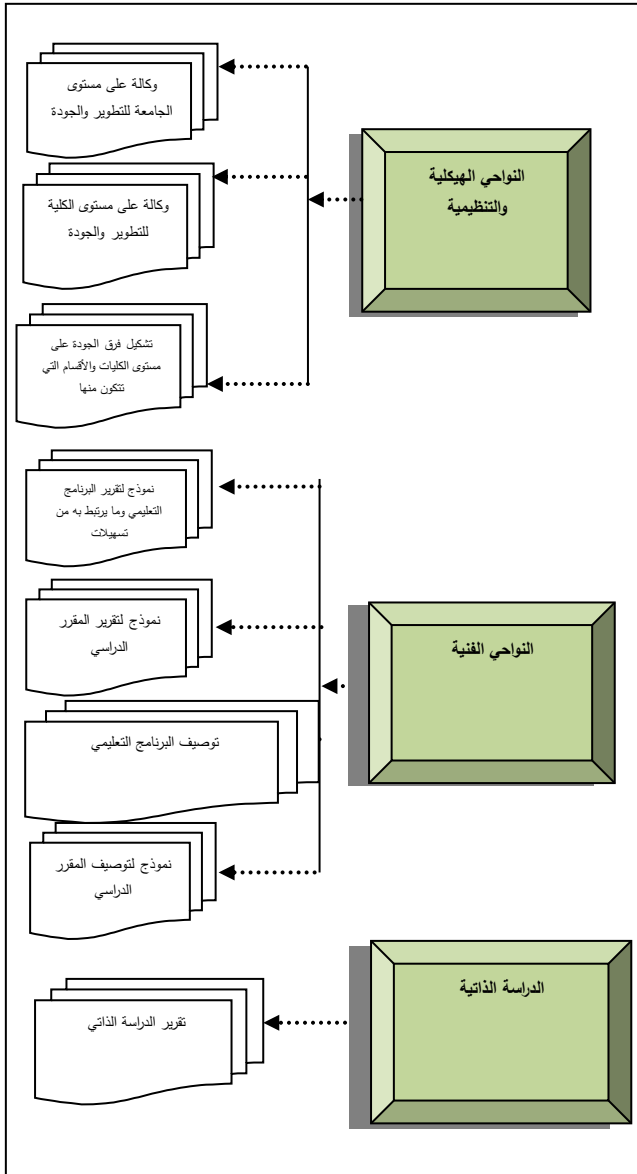 النواحي الهيكلية
والتنظيمية
وكالة على مستوى
الجامعة للتطوير والجودة
وكالة على مستوى الكلية
للتطوير والجودة
تشكيل فرق الجودة على
مستوى الكليات والأقسام التي
تتكون منها
النواحي الفنية
نموذج لتقرير البرنامج
التعليمي وما يرتبط به من
تسهيلات
نموذج لتقرير المقرر
الدراسي
توصيف البرنامج التعليمي
نموذج لتوصيف المقرر
الدراسي
الدراسة الذاتية
تقرير الدراسة الذاتي